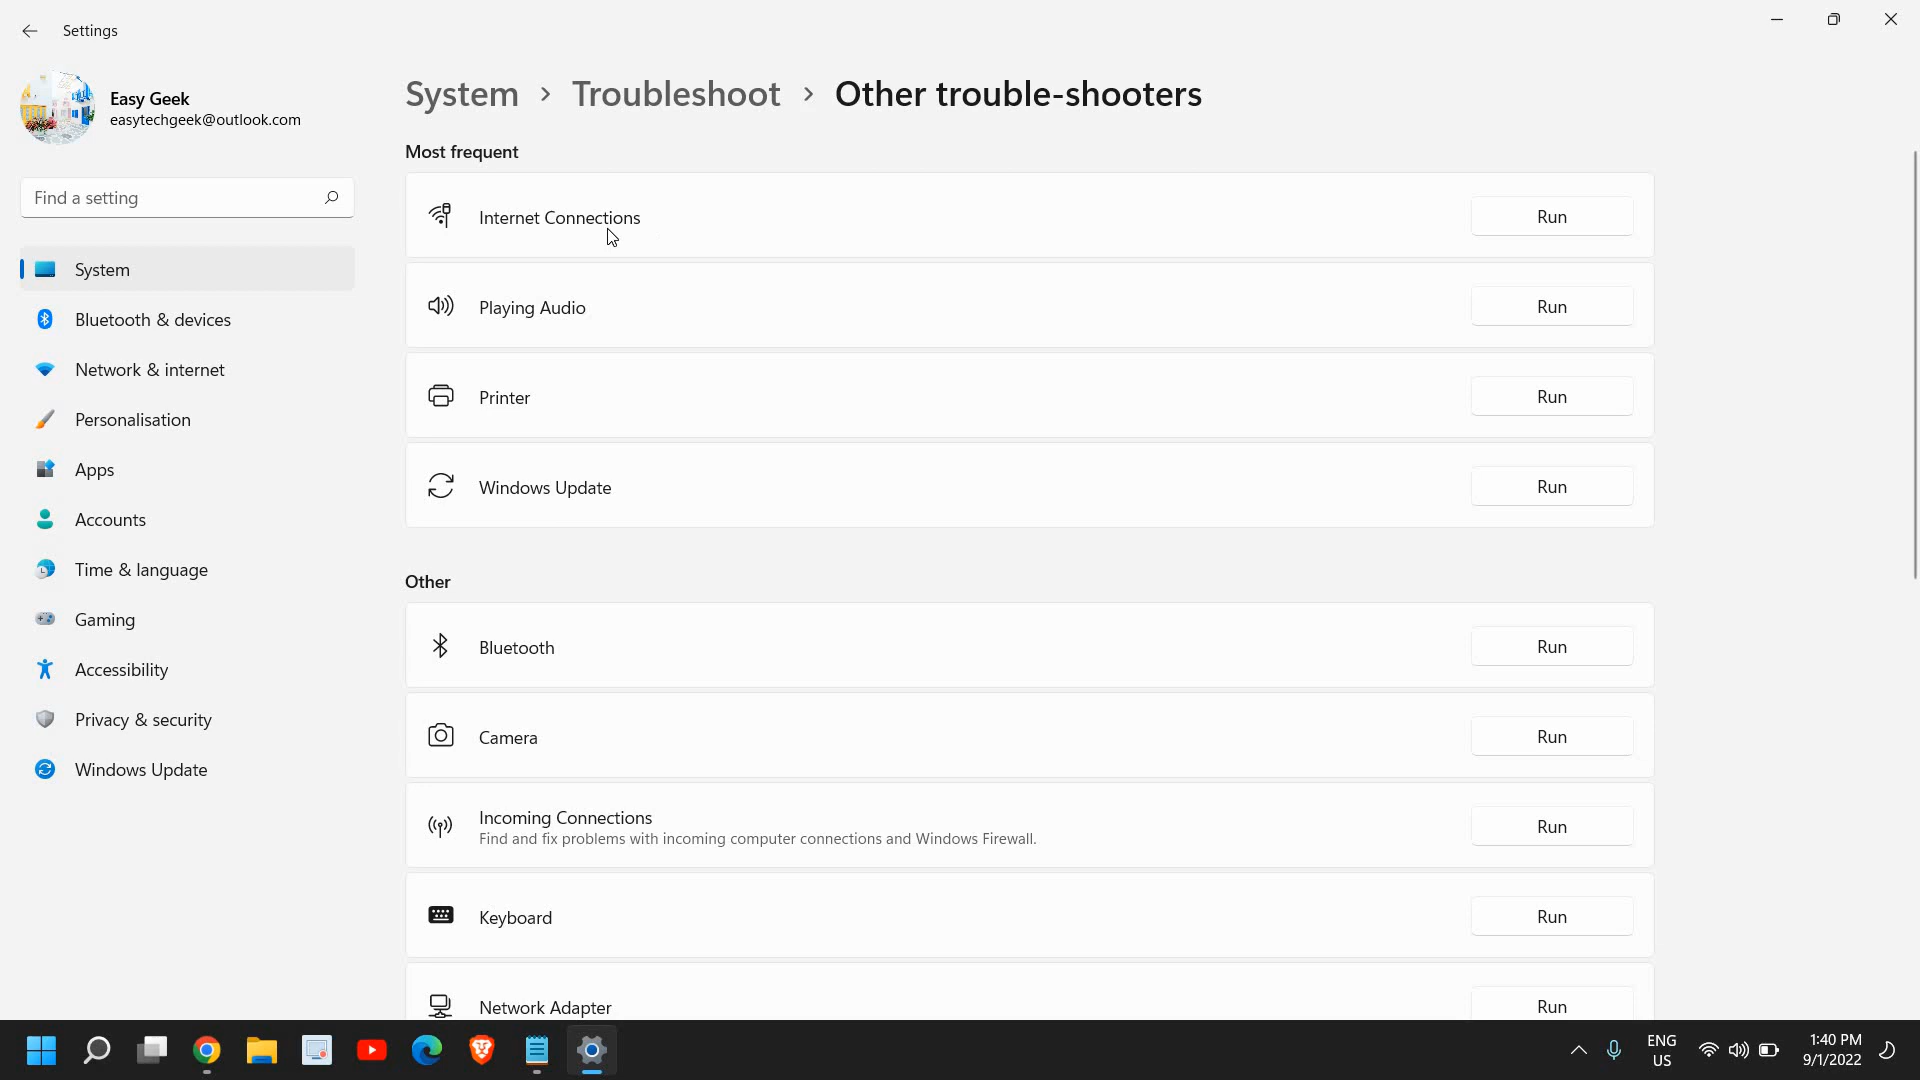 Settings
Easy Geek
easytechgeek@outlook.com
Find a setting
System
Bluetooth & devices
Network & internet
Personalisation
Apps
Accounts
Time & language
Gaming
Accessibility
Privacy & security
Windows Update
System > Troubleshoot > Other trouble-shooters
Most frequent
Internet Connections Run
Playing Audio Run
Printer Run
Windows Update Run
Other
Bluetooth Run
Camera Run
Incoming Connections
Find and fix problems with incoming computer connections and Windows Firewall.
Run
Keyboard Run
Network Adapter Run
ENG
US
1:40 PM
9/1/2022